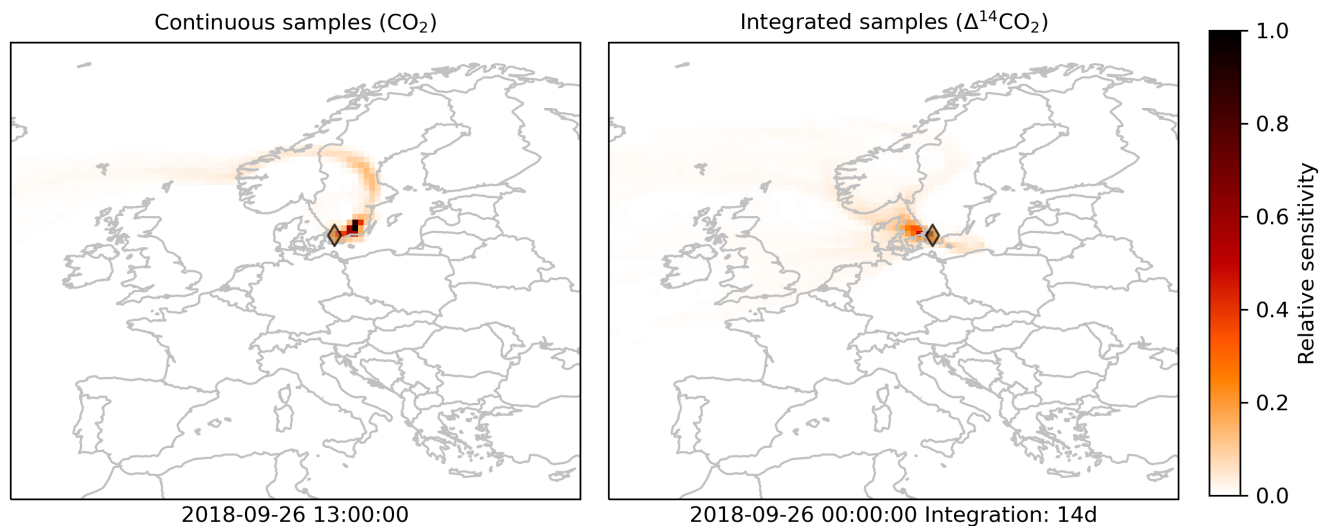 Continuous samples (CO₂)
Integrated samples (Δ¹⁴CO₂)
1.0
0.8
0.6
0.4
0.2
0.0
Relative sensitivity
2018-09-26 13:00:00
2018-09-26 00:00:00 Integration: 14d